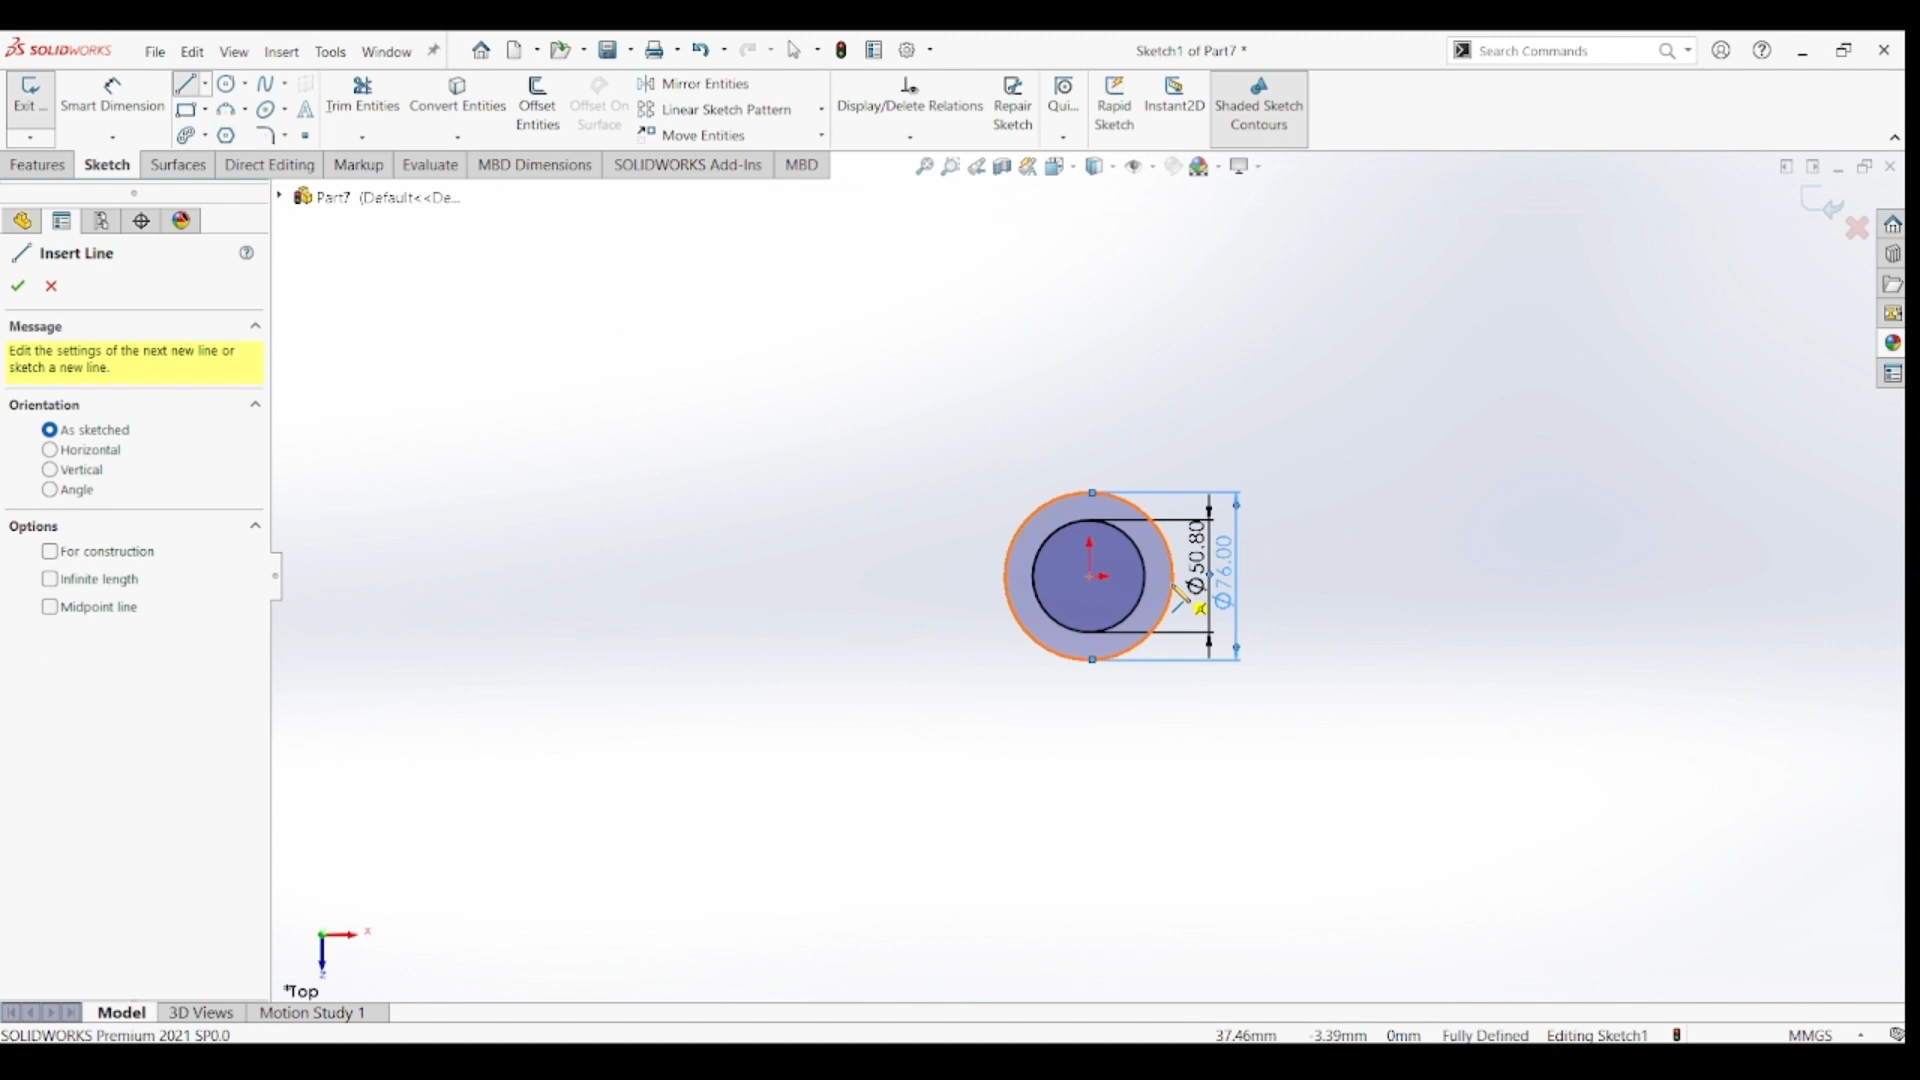 SOLIDWORKS File Edit View Insert Tools Window Sketch1 of Part7 * Search Commands
Exit ... Smart Dimension Trim Entities Convert Entities Offset Entities Offset On Surface Mirror Entities
Linear Sketch Pattern
Move Entities
Display/Delete Relations Repair Sketch Qui... Rapid Sketch Instant2D Shaded Sketch Contours
Features Sketch Surfaces Direct Editing Markup Evaluate MBD Dimensions SOLIDWORKS Add-Ins MBD
Part7 (Default<<De...
Insert Line
Message
Edit the settings of the next new line or
sketch a new line.
Orientation
As sketched
Horizontal
Vertical
Angle
Options
For construction
Infinite length
Midpoint line
Ø50.80
Ø76.00
X
Z
*Top
Model 3D Views Motion Study 1
SOLIDWORKS Premium 2021 SP0.0 37.46mm -3.39mm 0mm Fully Defined Editing Sketch1 MMGS